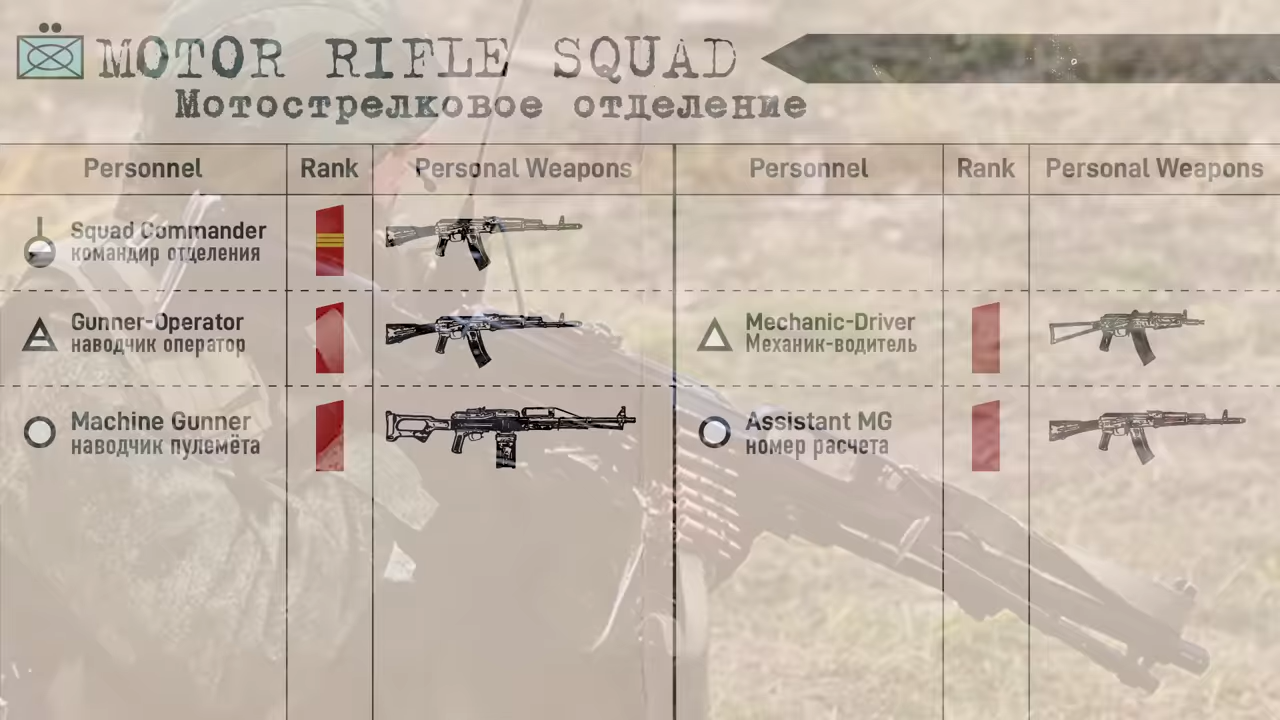 MOTOR RIFLE SQUAD
Мотострелковое отделение
Personnel Rank Personal Weapons Personnel Rank Personal Weapons
Squad Commander
командир отделения
Gunner-Operator
наводчик оператор
Mechanic-Driver
Механик-водитель
Machine Gunner
наводчик пулемёта
Assistant MG
номер расчета